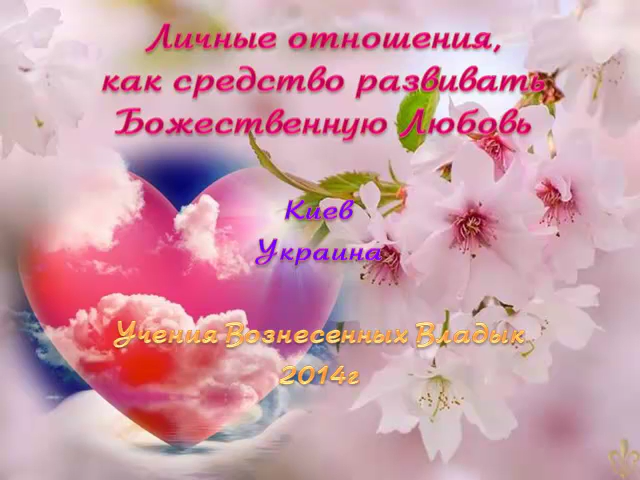 Личные отношения,
как средство развивать
Божественную Любовь
Киев
Украина
Учения Вознесенных Владык
2014г